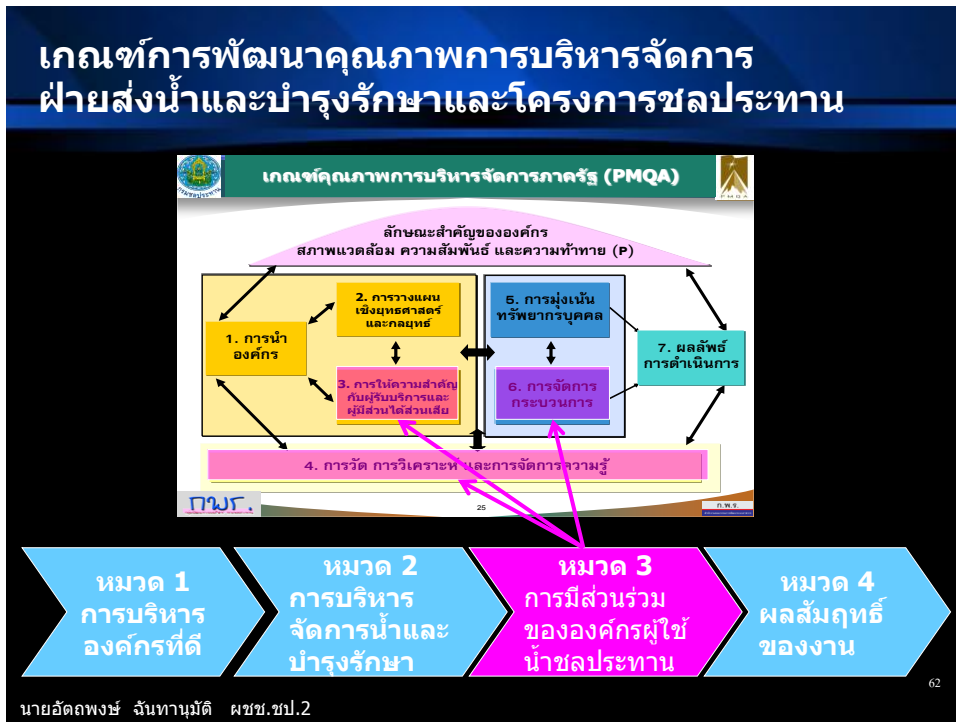 เกณฑ์การพัฒนาคุณภาพการบริหารจัดการ
ฝ่ายส่งน้ำและบำรุงรักษาและโครงการชลประทาน
เกณฑ์คุณภาพการบริหารจัดการภาครัฐ (PMQA)
กรมชลประทาน
PMQA
ลักษณะสำคัญขององค์กร
สภาพแวดล้อม ความสัมพันธ์ และความท้าทาย (P)
2. การวางแผน
เชิงยุทธศาสตร์
และกลยุทธ์
5. การมุ่งเน้น
ทรัพยากรบุคคล
1. การนำ
องค์กร
7. ผลลัพธ์
การดำเนินการ
3. การให้ความสำคัญ
กับผู้รับบริการและ
ผู้มีส่วนได้ส่วนเสีย
6. การจัดการ
กระบวนการ
4. การวัด การวิเคราะห์ และการจัดการความรู้
กพร.
25
ก.พ.ร.
หมวด 1
การบริหาร
องค์กรที่ดี
หมวด 2
การบริหาร
จัดการน้ำและ
บำรุงรักษา
หมวด 3
การมีส่วนร่วม
ขององค์กรผู้ใช้
น้ำชลประทาน
หมวด 4
ผลสัมฤทธิ์
ของงาน
62
นายอัตถพงษ์ ฉันทานุมัติ ผชช.ชป.2